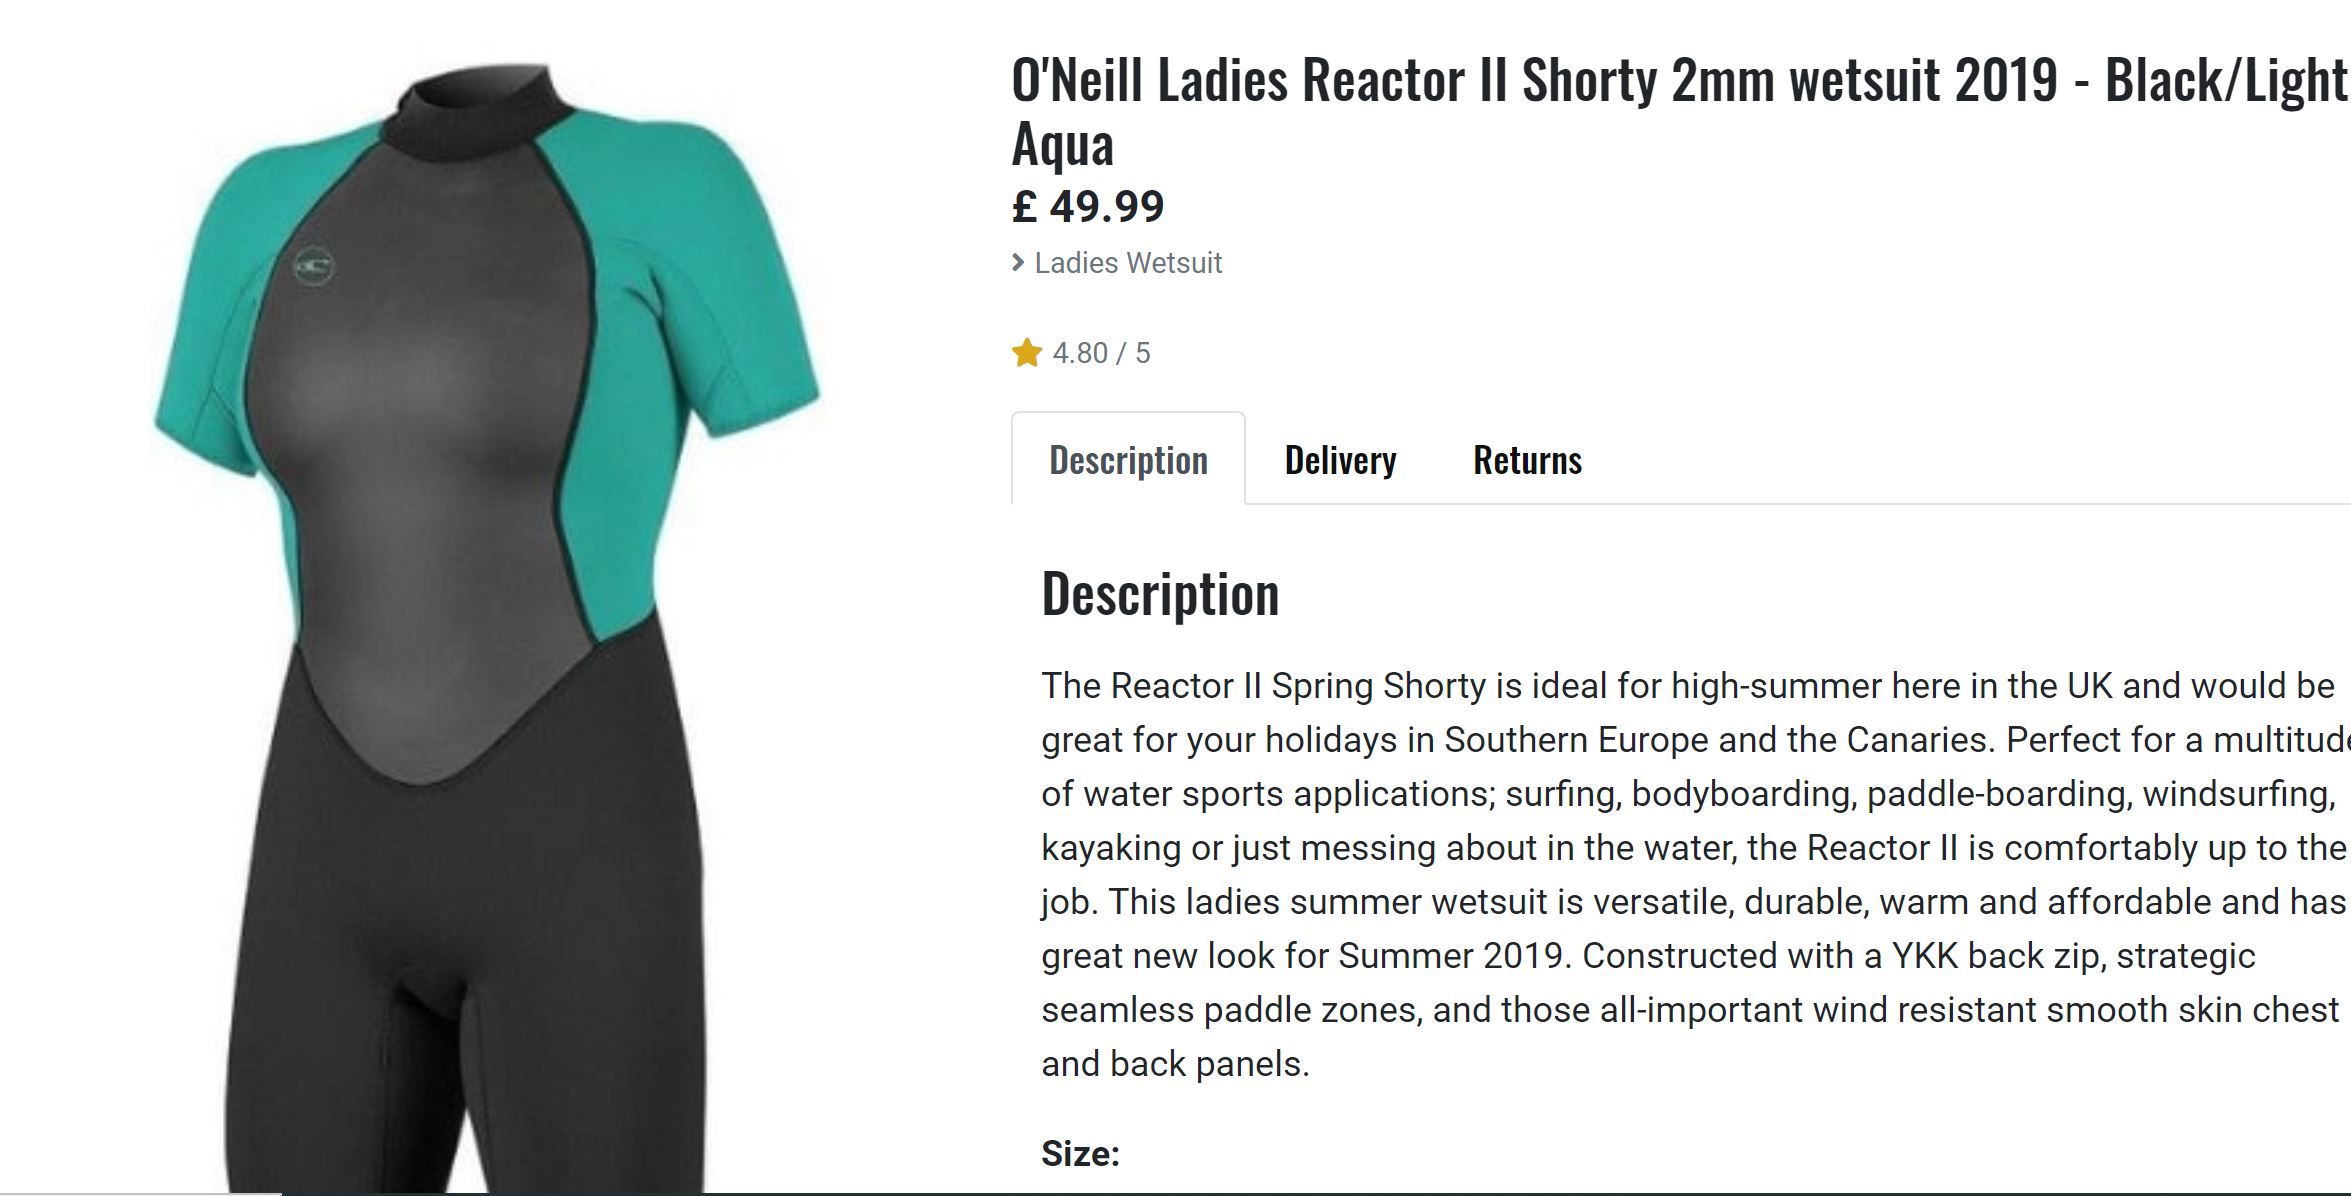 O'Neill Ladies Reactor II Shorty 2mm wetsuit 2019 - Black/Light
Aqua
£ 49.99
Ladies Wetsuit
4.80 / 5
Description Delivery Returns
Description
The Reactor II Spring Shorty is ideal for high-summer here in the UK and would be
great for your holidays in Southern Europe and the Canaries. Perfect for a multitude
of water sports applications; surfing, bodyboarding, paddle-boarding, windsurfing,
kayaking or just messing about in the water, the Reactor II is comfortably up to the
job. This ladies summer wetsuit is versatile, durable, warm and affordable and has
great new look for Summer 2019. Constructed with a YKK back zip, strategic
seamless paddle zones, and those all-important wind resistant smooth skin chest
and back panels.
Size: